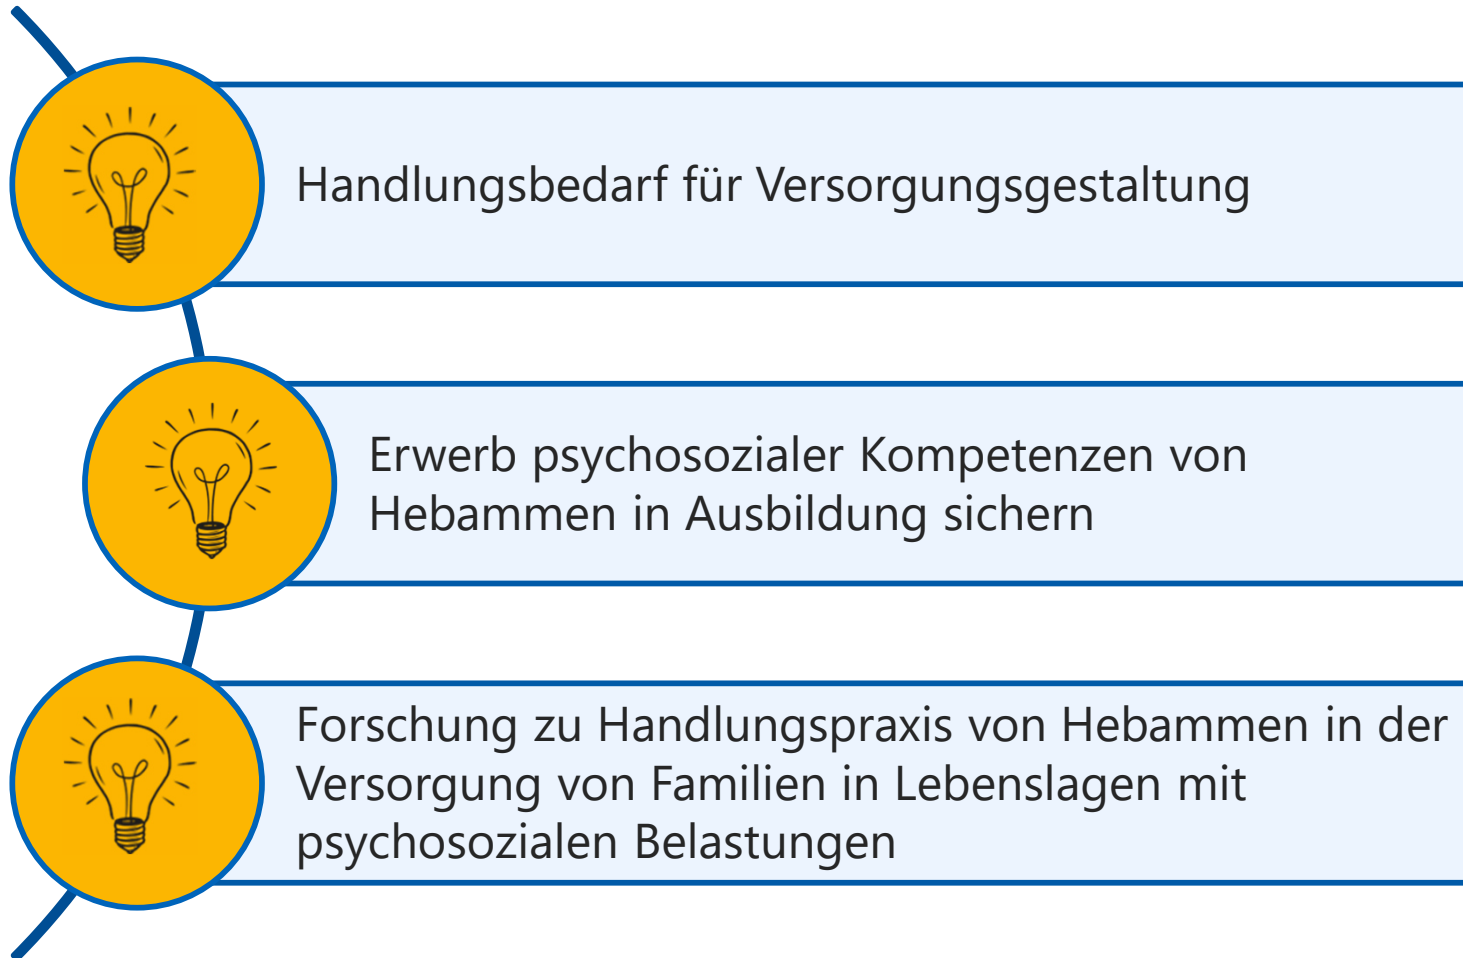 Handlungsbedarf für Versorgungsgestaltung
Erwerb psychosozialer Kompetenzen von
Hebammen in Ausbildung sichern
Forschung zu Handlungspraxis von Hebammen in der
Versorgung von Familien in Lebenslagen mit
psychosozialen Belastungen